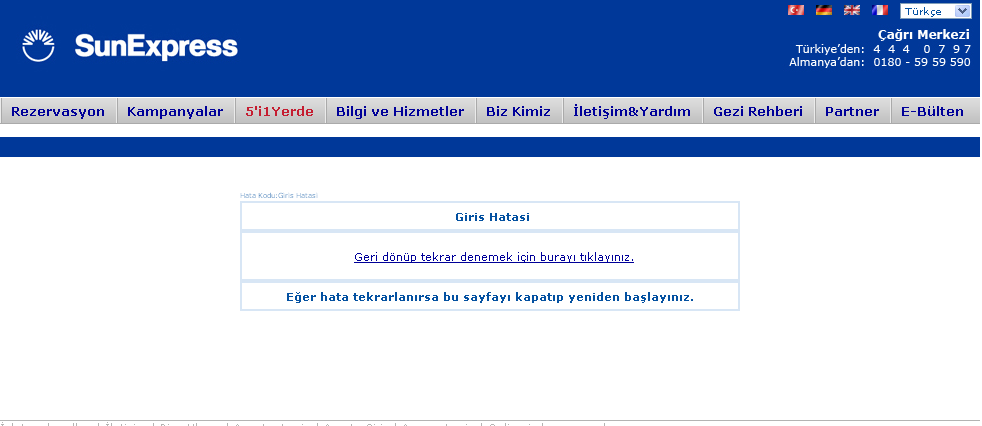 Türkçe
SunExpress
Çağrı Merkezi
Türkiye'den: 4 4 4 0 7 9 7
Almanya'dan: 0180 - 59 59 590
Rezervasyon Kampanyalar 5'i1Yerde Bilgi ve Hizmetler Biz Kimiz İletişim&Yardım Gezi Rehberi Partner E-Bülten
Hata Kodu:Giris Hatasi
Giris Hatasi
Geri dönüp tekrar denemek için burayı tıklayınız.
Eğer hata tekrarlanırsa bu sayfayı kapatıp yeniden başlayınız.